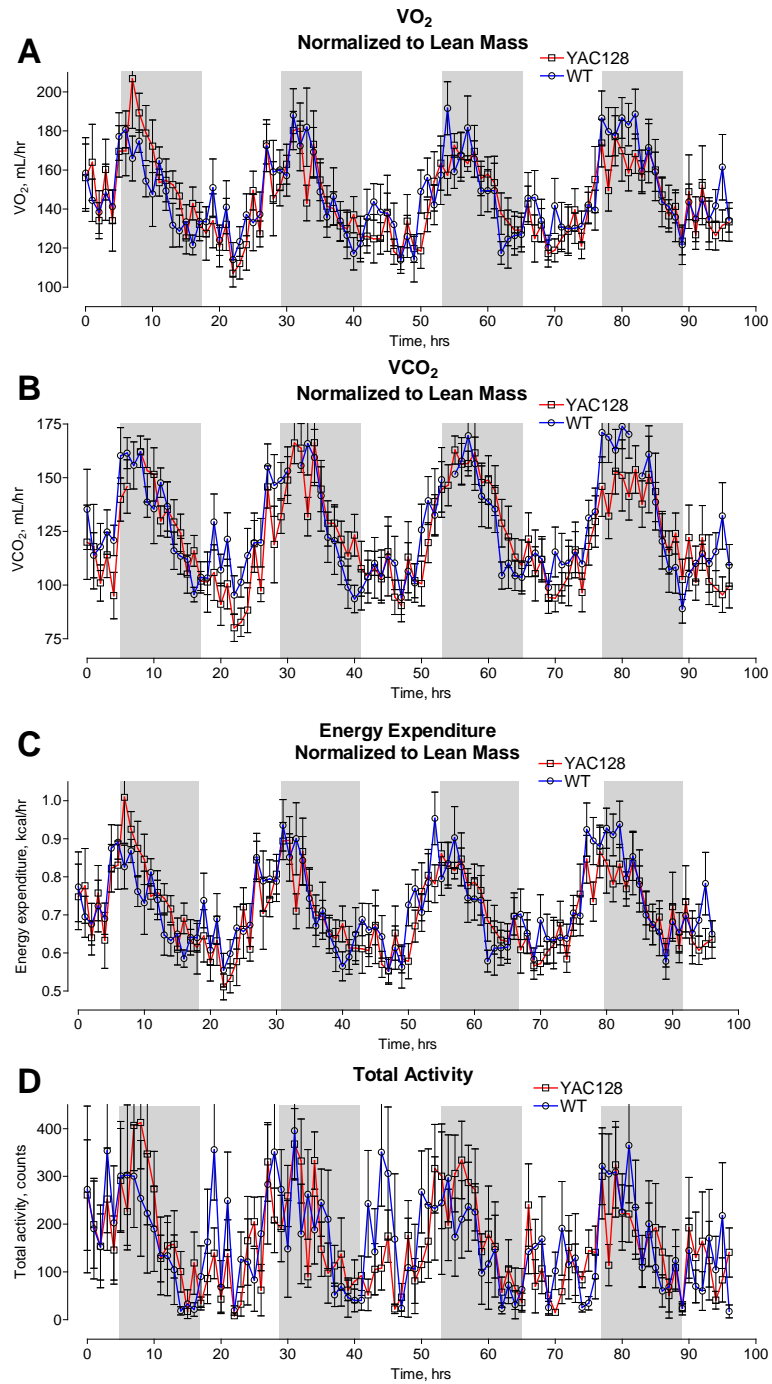 A
VO₂
Normalized to Lean Mass
YAC128
WT
VO₂, mL/hr
200
180
160
140
120
100
0 10 20 30 40 50 60 70 80 90 100
Time, hrs
B
VCO₂
Normalized to Lean Mass
YAC128
WT
VCO₂, mL/hr
175
150
125
100
75
0 10 20 30 40 50 60 70 80 90 100
Time, hrs
C
Energy Expenditure
Normalized to Lean Mass
YAC128
WT
Energy expenditure, kcal/hr
1.0
0.9
0.8
0.7
0.6
0.5
0 10 20 30 40 50 60 70 80 90 100
Time, hrs
D
Total Activity
YAC128
WT
Total activity, counts
400
300
200
100
0
0 10 20 30 40 50 60 70 80 90 100
Time, hrs